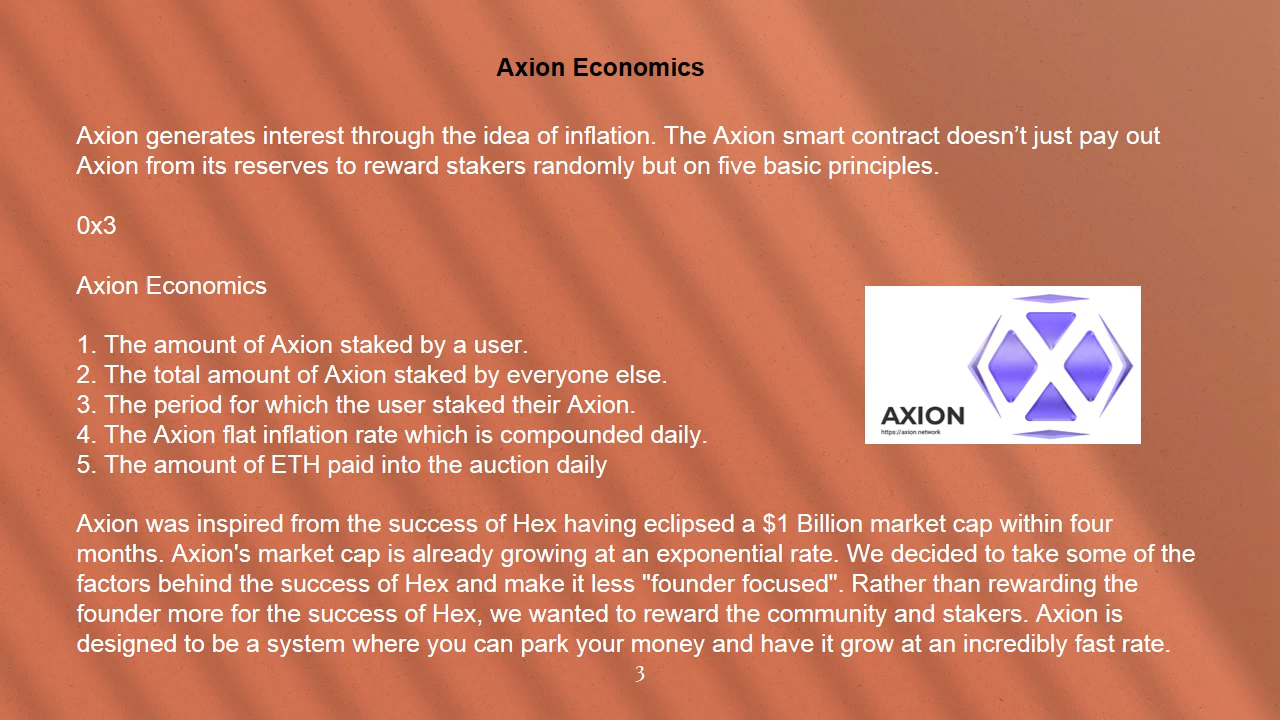 Axion Economics
Axion generates interest through the idea of inflation. The Axion smart contract doesn’t just pay out
Axion from its reserves to reward stakers randomly but on five basic principles.
0x3
Axion Economics
1. The amount of Axion staked by a user.
2. The total amount of Axion staked by everyone else.
3. The period for which the user staked their Axion.
4. The Axion flat inflation rate which is compounded daily.
5. The amount of ETH paid into the auction daily
AXION
https://axion.network
Axion was inspired from the success of Hex having eclipsed a $1 Billion market cap within four
months. Axion's market cap is already growing at an exponential rate. We decided to take some of the
factors behind the success of Hex and make it less "founder focused". Rather than rewarding the
founder more for the success of Hex, we wanted to reward the community and stakers. Axion is
designed to be a system where you can park your money and have it grow at an incredibly fast rate.
3